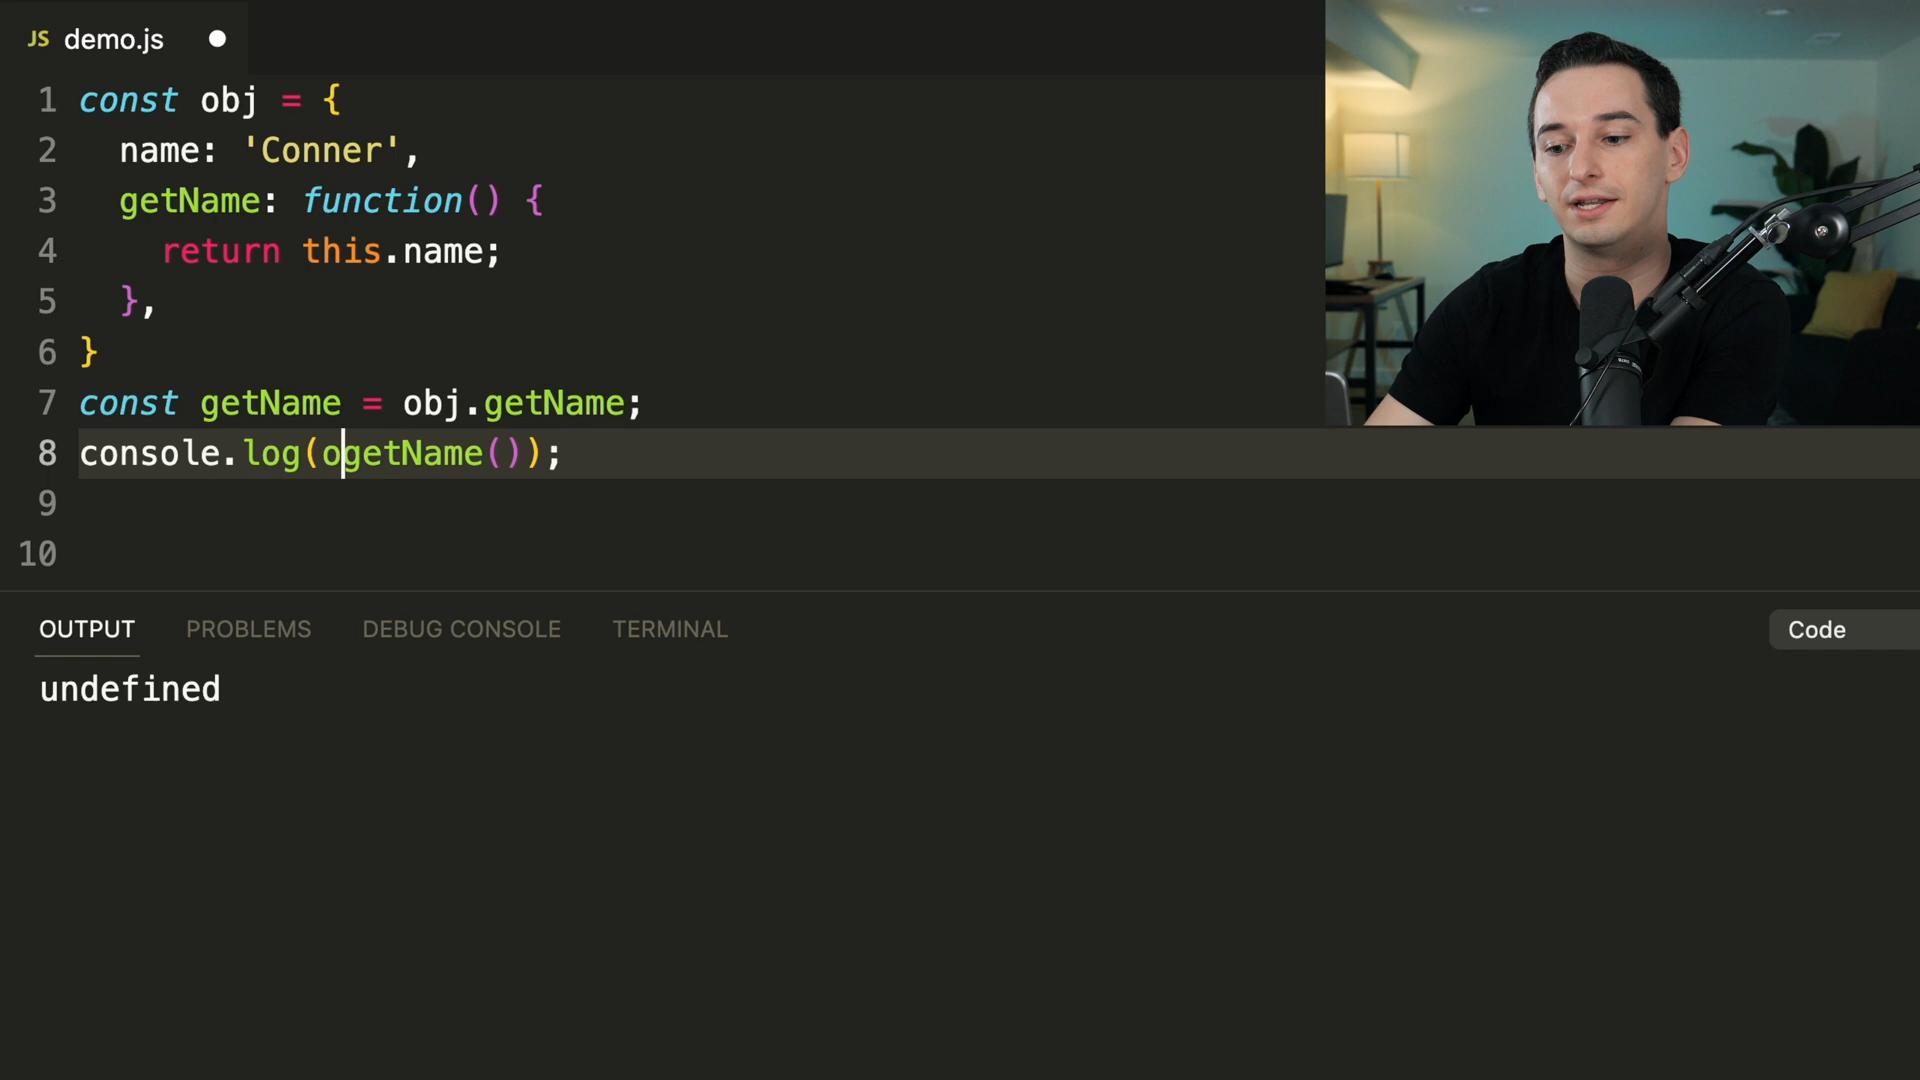 JS demo.js
1 const obj = {
2 name: 'Conner',
3 getName: function() {
4 return this.name;
5 },
6 }
7 const getName = obj.getName;
8 console.log(ogetName());
9
10
OUTPUT PROBLEMS DEBUG CONSOLE TERMINAL Code
undefined